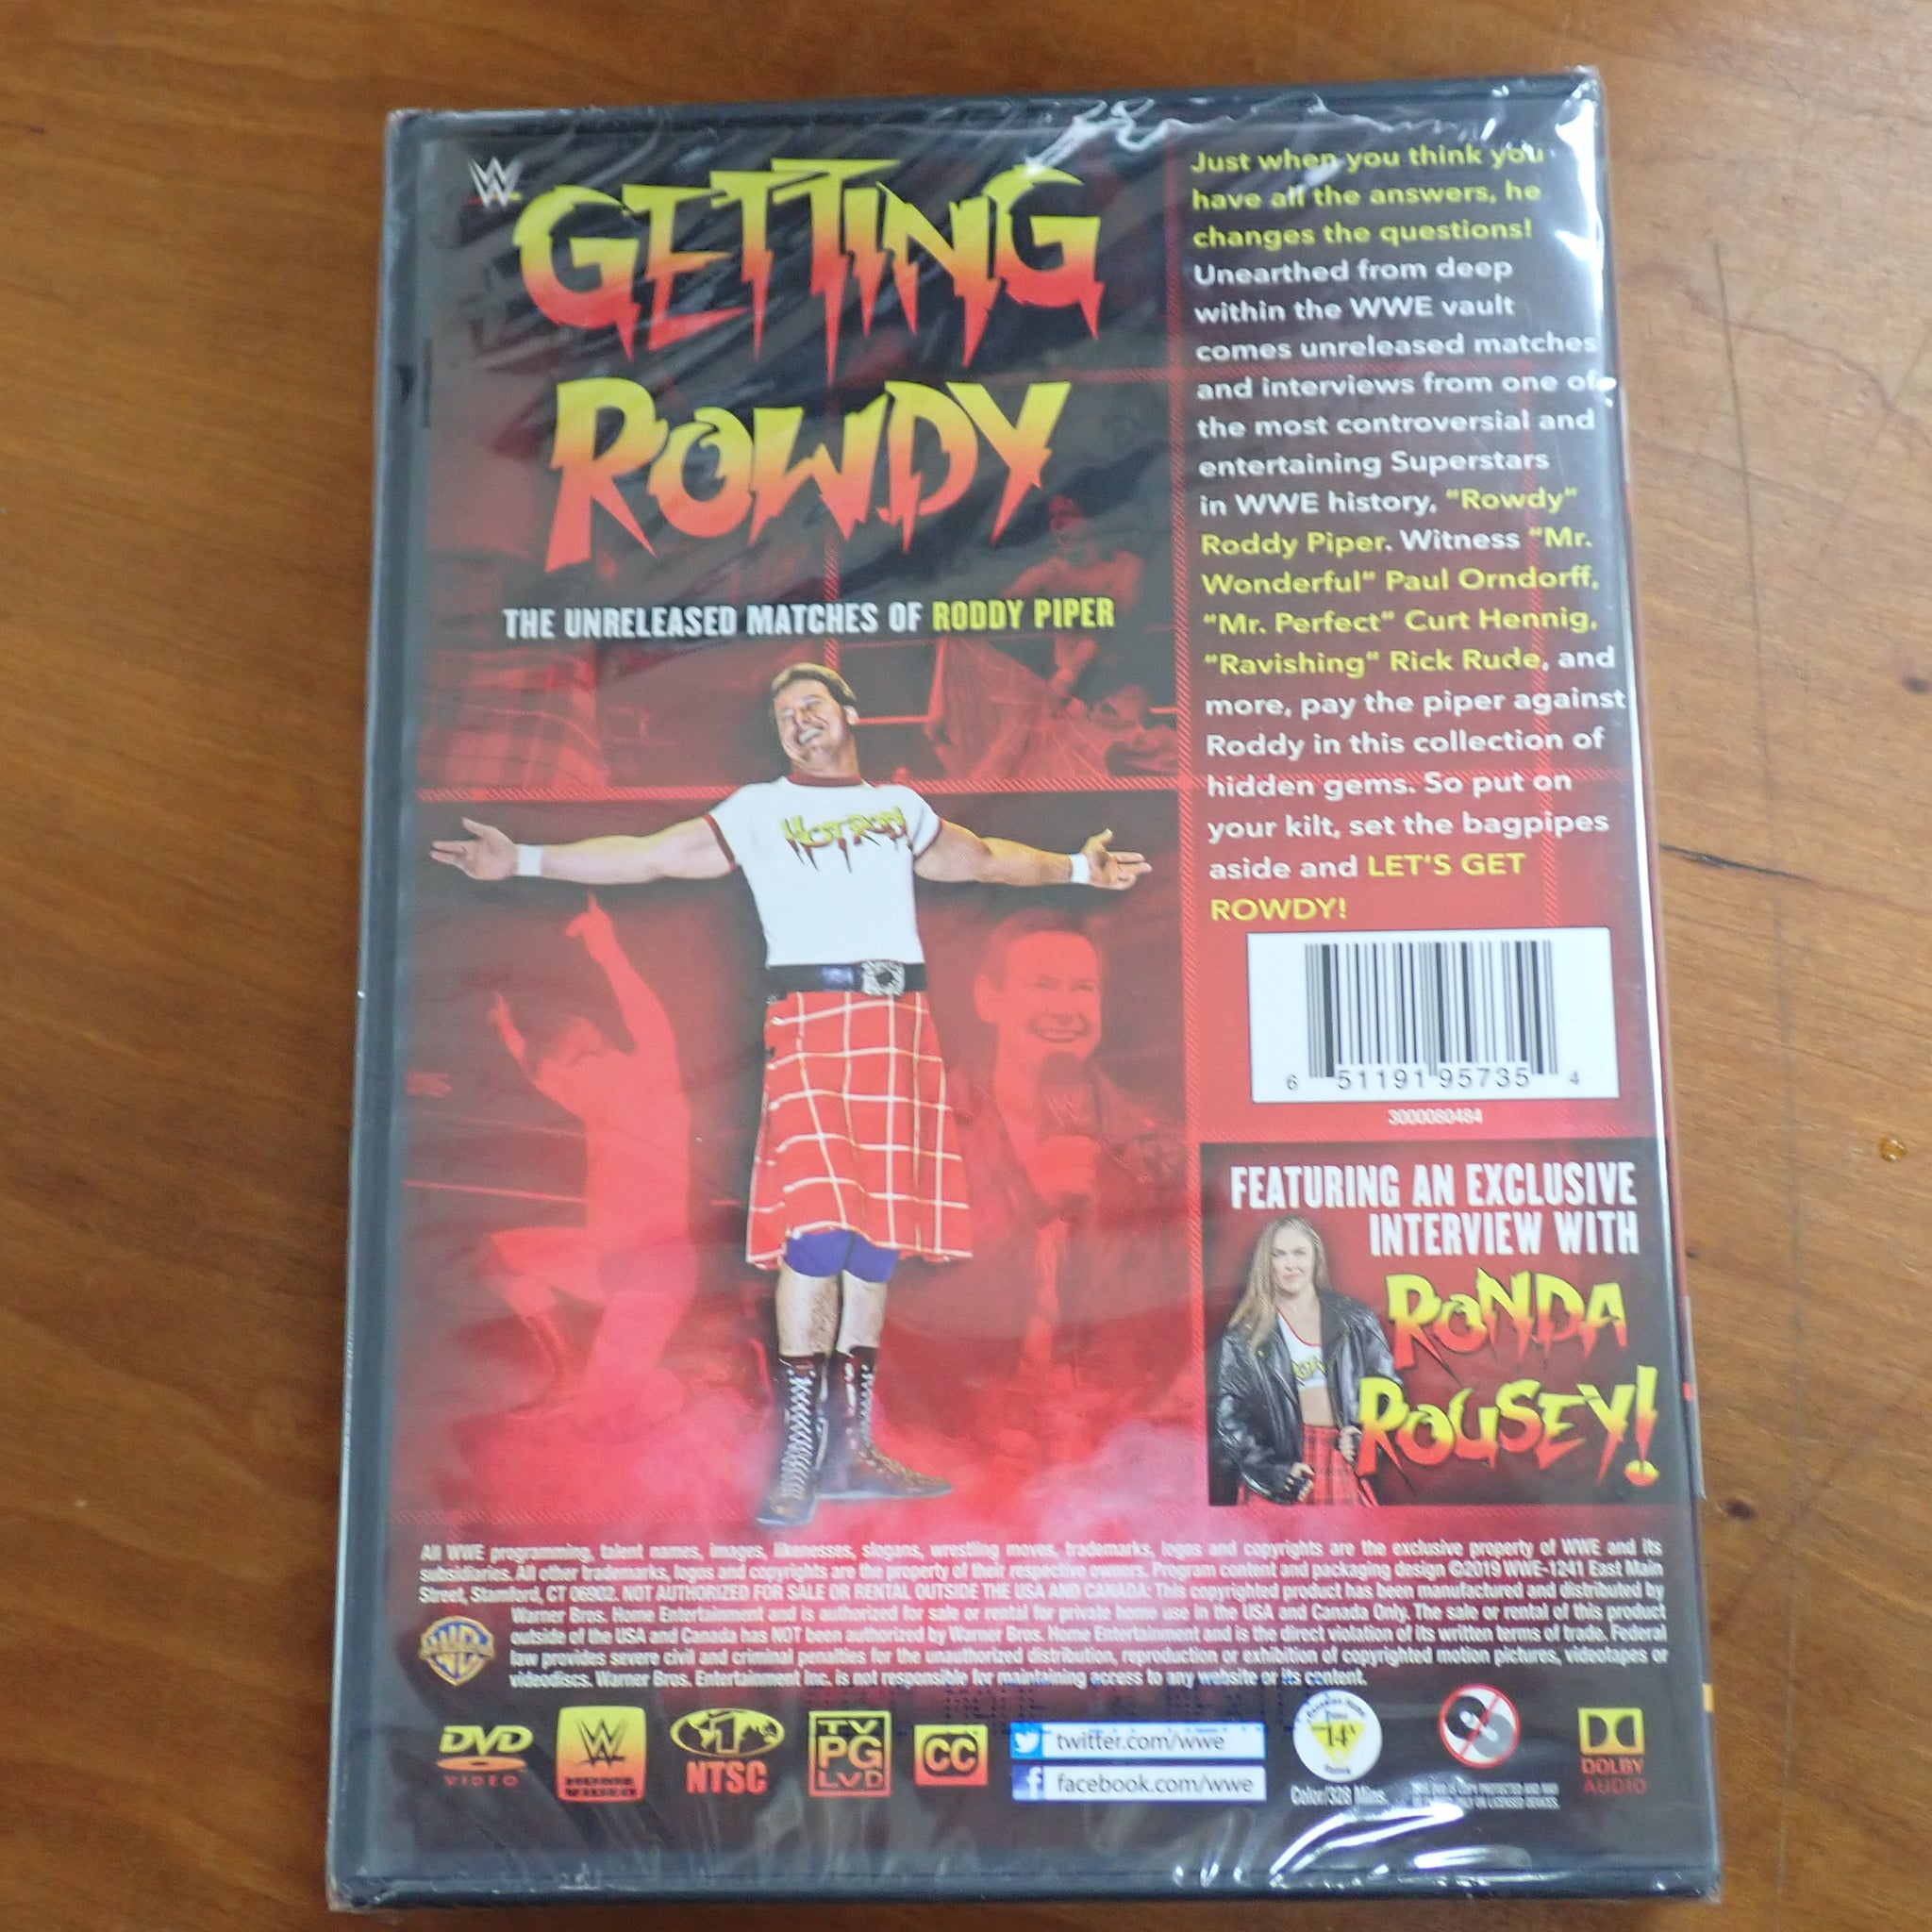 W
GETTING
ROWDY
THE UNRELEASED MATCHES OF RODDY PIPER
HOT ROD
Just when you think you
have all the answers, he
changes the questions!
Unearthed from deep
within the WWE vault
comes unreleased matches
and interviews from one of
the most controversial and
entertaining Superstars
in WWE history, "Rowdy"
Roddy Piper. Witness "Mr.
Wonderful" Paul Orndorff,
"Mr. Perfect" Curt Hennig,
"Ravishing" Rick Rude, and
more, pay the piper against
Roddy in this collection of
hidden gems. So put on
your kilt, set the bagpipes
aside and LET'S GET
ROWDY!
6 51191 95735 4
3000080484
FEATURING AN EXCLUSIVE
INTERVIEW WITH
RONDA
ROUSEY!
All WWE programming, talent names, images, likenesses, slogans, wrestling moves, trademarks, logos and copyrights are the exclusive property of WWE and its
subsidiaries. All other trademarks, logos and copyrights are the property of their respective owners. Program content and packaging design ©2019 WWE-1241 East Main
Street, Stamford, CT 06902. NOT AUTHORIZED FOR SALE OR RENTAL OUTSIDE THE USA AND CANADA: This copyrighted product has been manufactured and distributed by
Warner Bros. Home Entertainment and is authorized for sale or rental for private home use in the USA and Canada Only. The sale or rental of this product
outside of the USA and Canada has NOT been authorized by Warner Bros. Home Entertainment and is the direct violation of its written terms of trade. Federal
law provides severe civil and criminal penalties for the unauthorized distribution, reproduction or exhibition of copyrighted motion pictures, videotapes or
videodiscs. Warner Bros. Entertainment Inc. is not responsible for maintaining access to any website or its content.
WB
DVD
VIDEO
W
HOME
VIDEO
1
NTSC
TV
PG
LVD
CC
twitter.com/wwe
facebook.com/wwe
14A
Color/328 Mins.
DOLBY
AUDIO